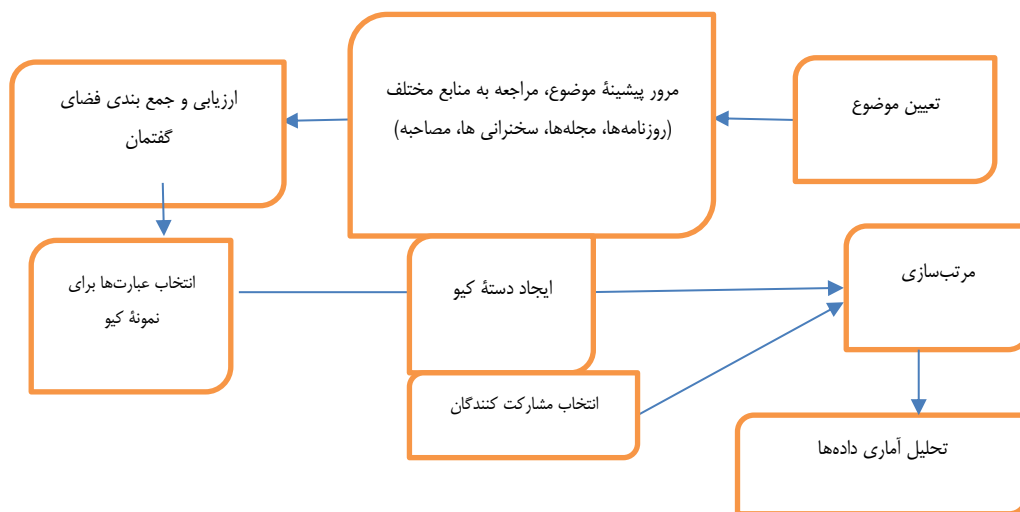 تعیین موضوع
مرور پیشینهٔ موضوع، مراجعه به منابع مختلف
(روزنامه‌ها، مجله‌ها، سخنرانی ها، مصاحبه)
ارزیابی و جمع بندی فضای
گفتمان
انتخاب عبارت‌ها برای
نمونهٔ کیو
ایجاد دستهٔ کیو
انتخاب مشارکت کنندگان
مرتب‌سازی
تحلیل آماری داده‌ها